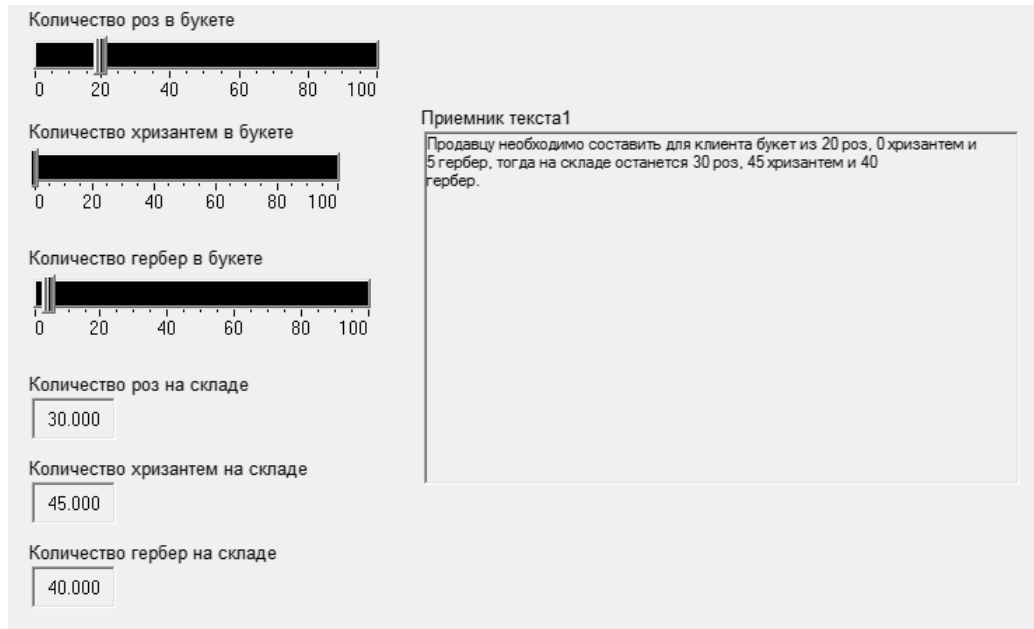 Количество роз в букете
0 20 40 60 80 100
Количество хризантем в букете
0 20 40 60 80 100
Количество гербер в букете
0 20 40 60 80 100
Количество роз на складе
30.000
Количество хризантем на складе
45.000
Количество гербер на складе
40.000
Приемник текста1
Продавцу необходимо составить для клиента букет из 20 роз, 0 хризантем и
5 гербер, тогда на складе останется 30 роз, 45 хризантем и 40
гербер.